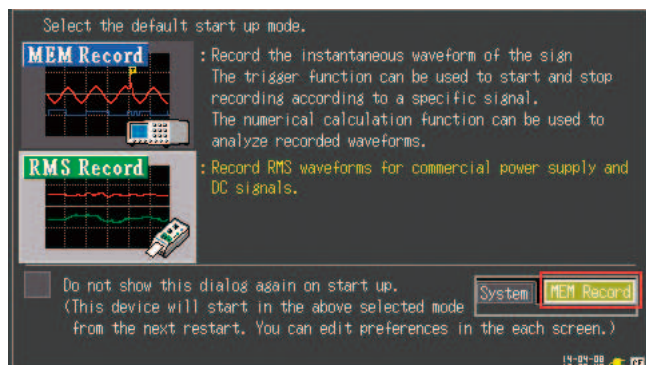 Select the default start up mode.
MEM Record
: Record the instantaneous waveform of the sign
The trigger function can be used to start and stop
recording according to a specific signal.
The numerical calculation function can be used to
analyze recorded waveforms.
RMS Record
: Record RMS waveforms for commercial power supply and
DC signals.
Do not show this dialog again on start up.
(This device will start in the above selected mode
from the next restart. You can edit preferences in the each screen.)
System MEM Record
CF